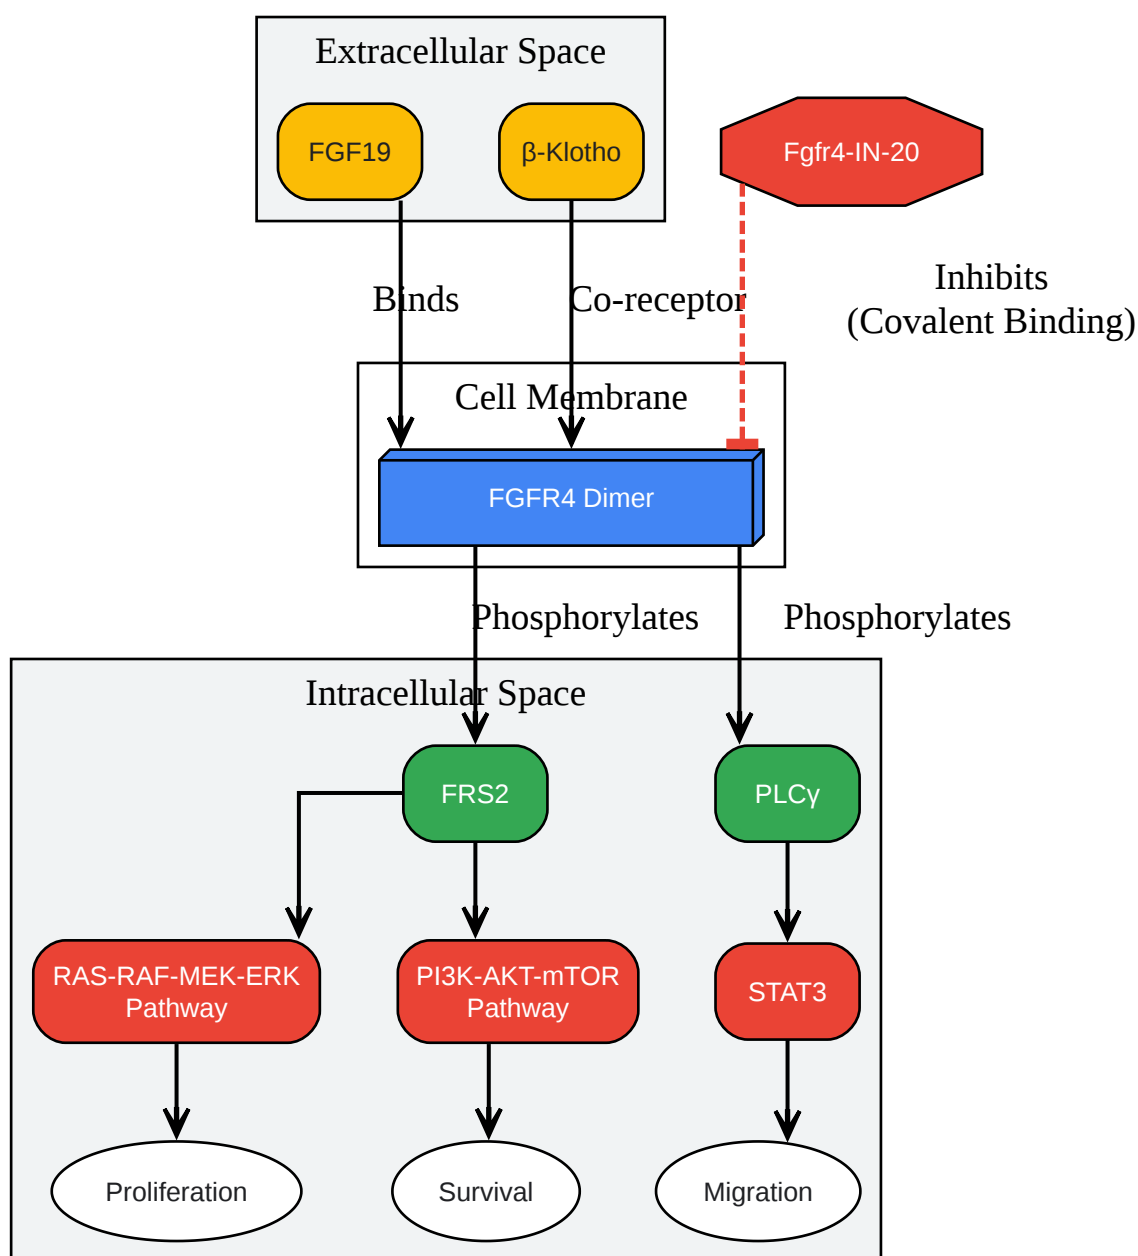 Extracellular Space
FGF19
β-Klotho
Fgfr4-IN-20
Binds
Co-receptor
Inhibits
(Covalent Binding)
Cell Membrane
FGFR4 Dimer
Phosphorylates
Phosphorylates
Intracellular Space
FRS2
PLCγ
RAS-RAF-MEK-ERK
Pathway
PI3K-AKT-mTOR
Pathway
STAT3
Proliferation
Survival
Migration